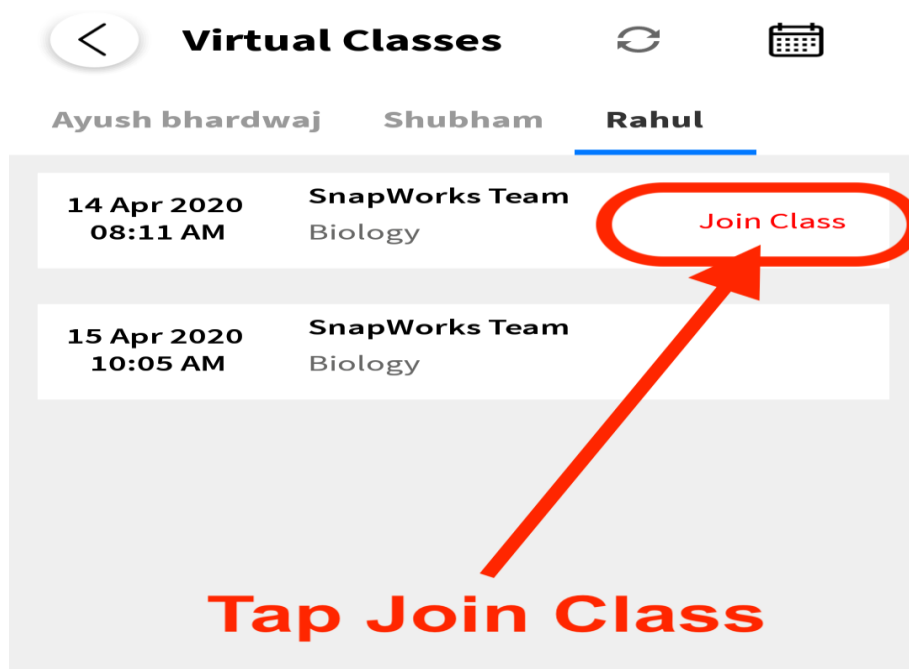 Virtual Classes
Ayush bhardwaj Shubham Rahul
14 Apr 2020 SnapWorks Team
08:11 AM Biology Join Class
15 Apr 2020 SnapWorks Team
10:05 AM Biology
Tap Join Class